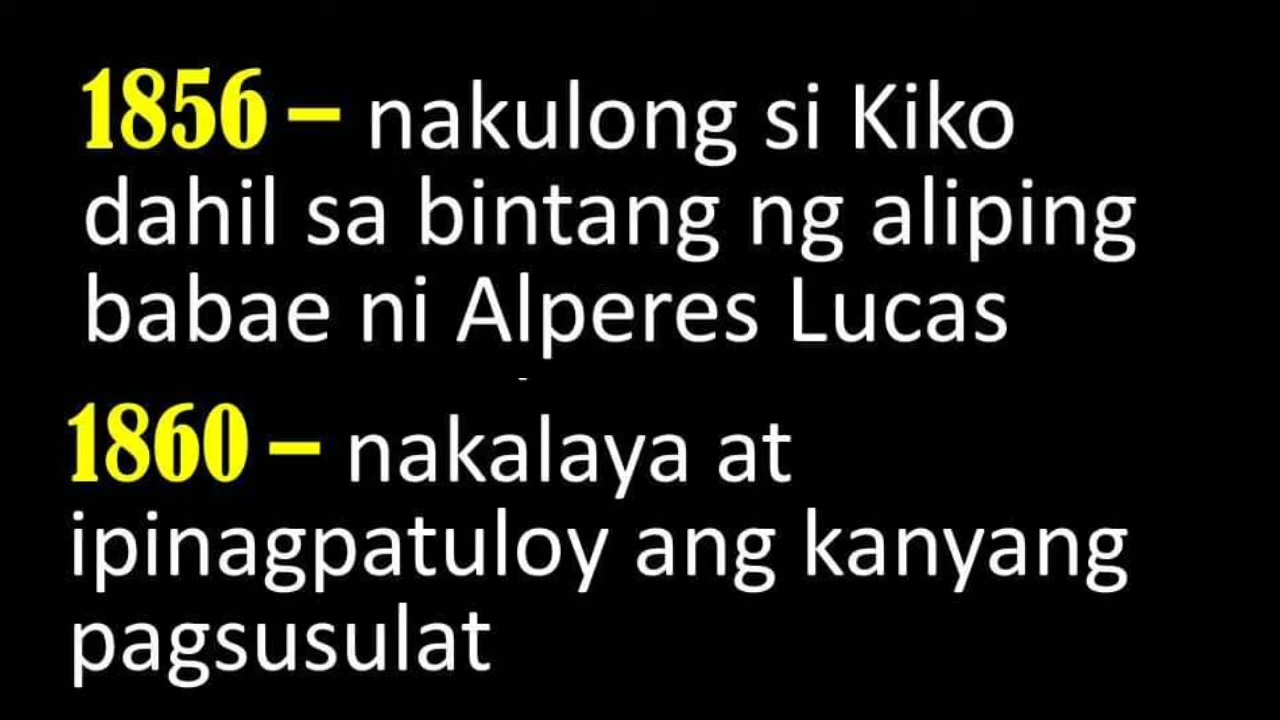 1856 – nakulong si Kiko
dahil sa bintang ng aliping
babae ni Alperes Lucas
1860 – nakalaya at
ipinagpatuloy ang kanyang
pagsusulat